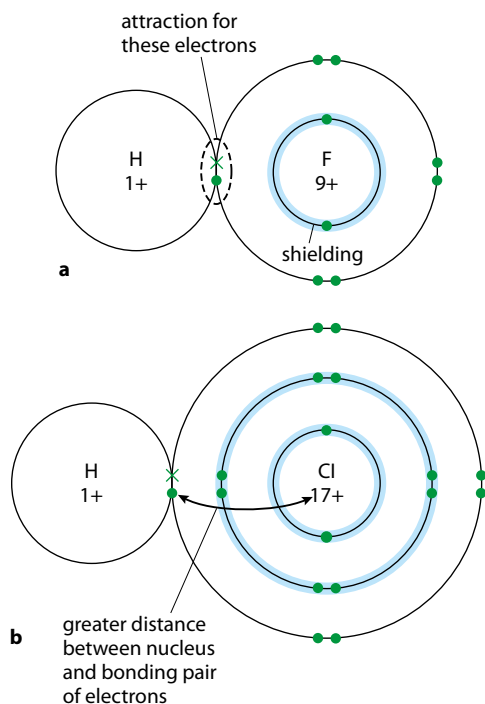 attraction for
these electrons
H
1+
F
9+
shielding
a
H
1+
Cl
17+
greater distance
between nucleus
and bonding pair
of electrons
b